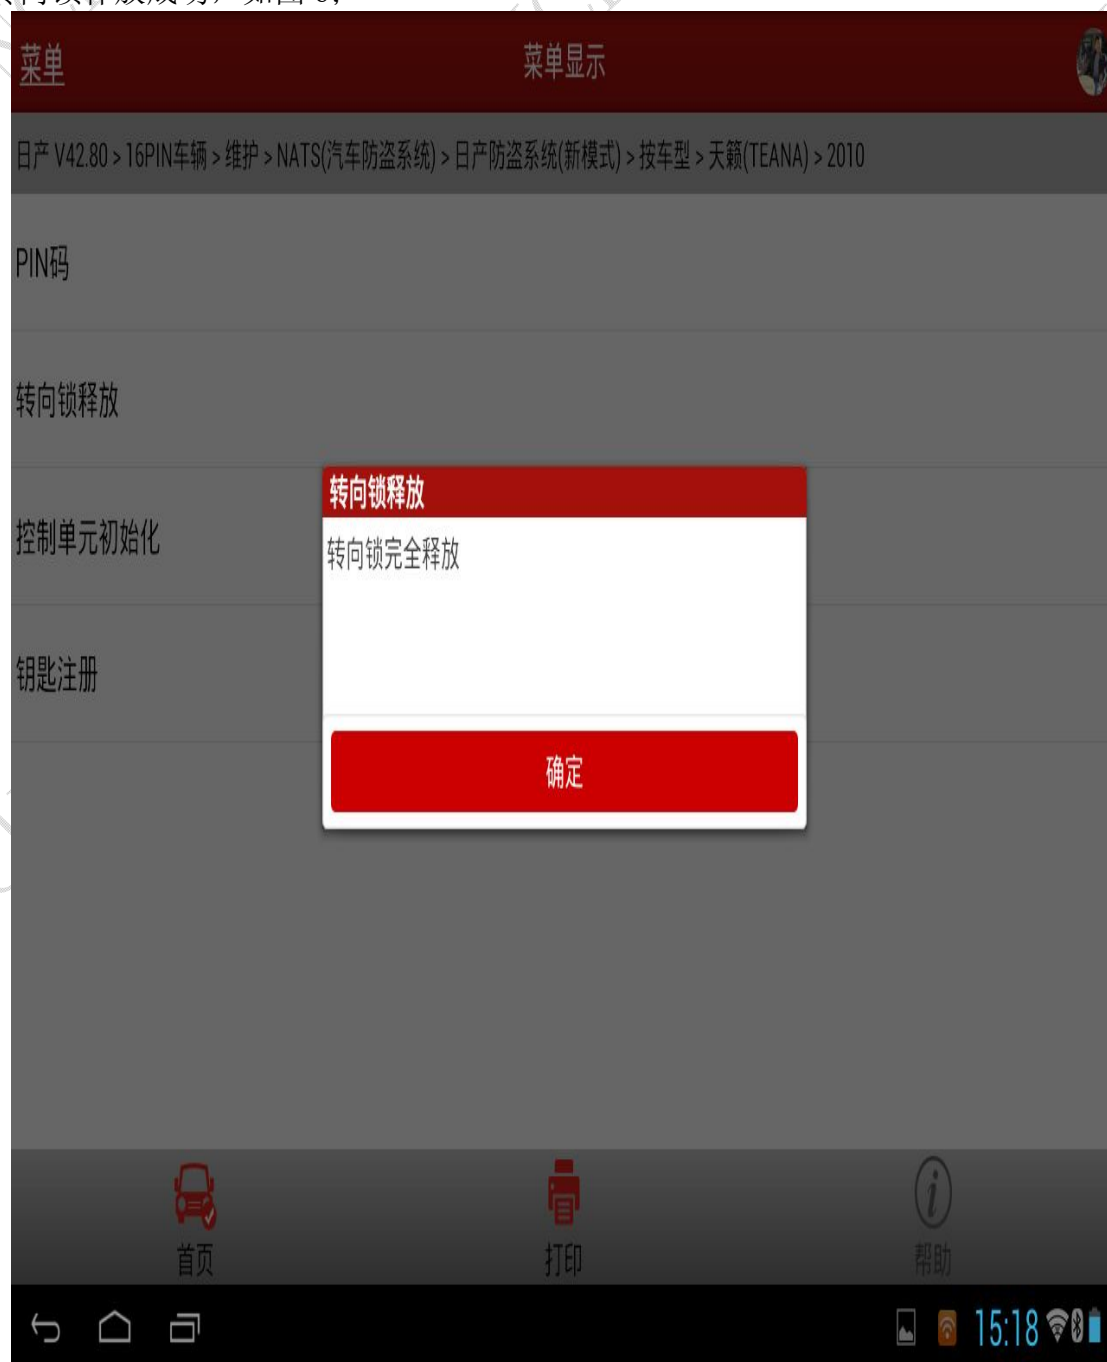 菜单
菜单显示
日产 V42.80 > 16PIN车辆 > 维护 > NATS(汽车防盗系统) > 日产防盗系统(新模式) > 按车型 > 天籁(TEANA) > 2010
PIN码
转向锁释放
控制单元初始化
钥匙注册
转向锁释放
转向锁完全释放
确定
首页
打印
帮助
15:18